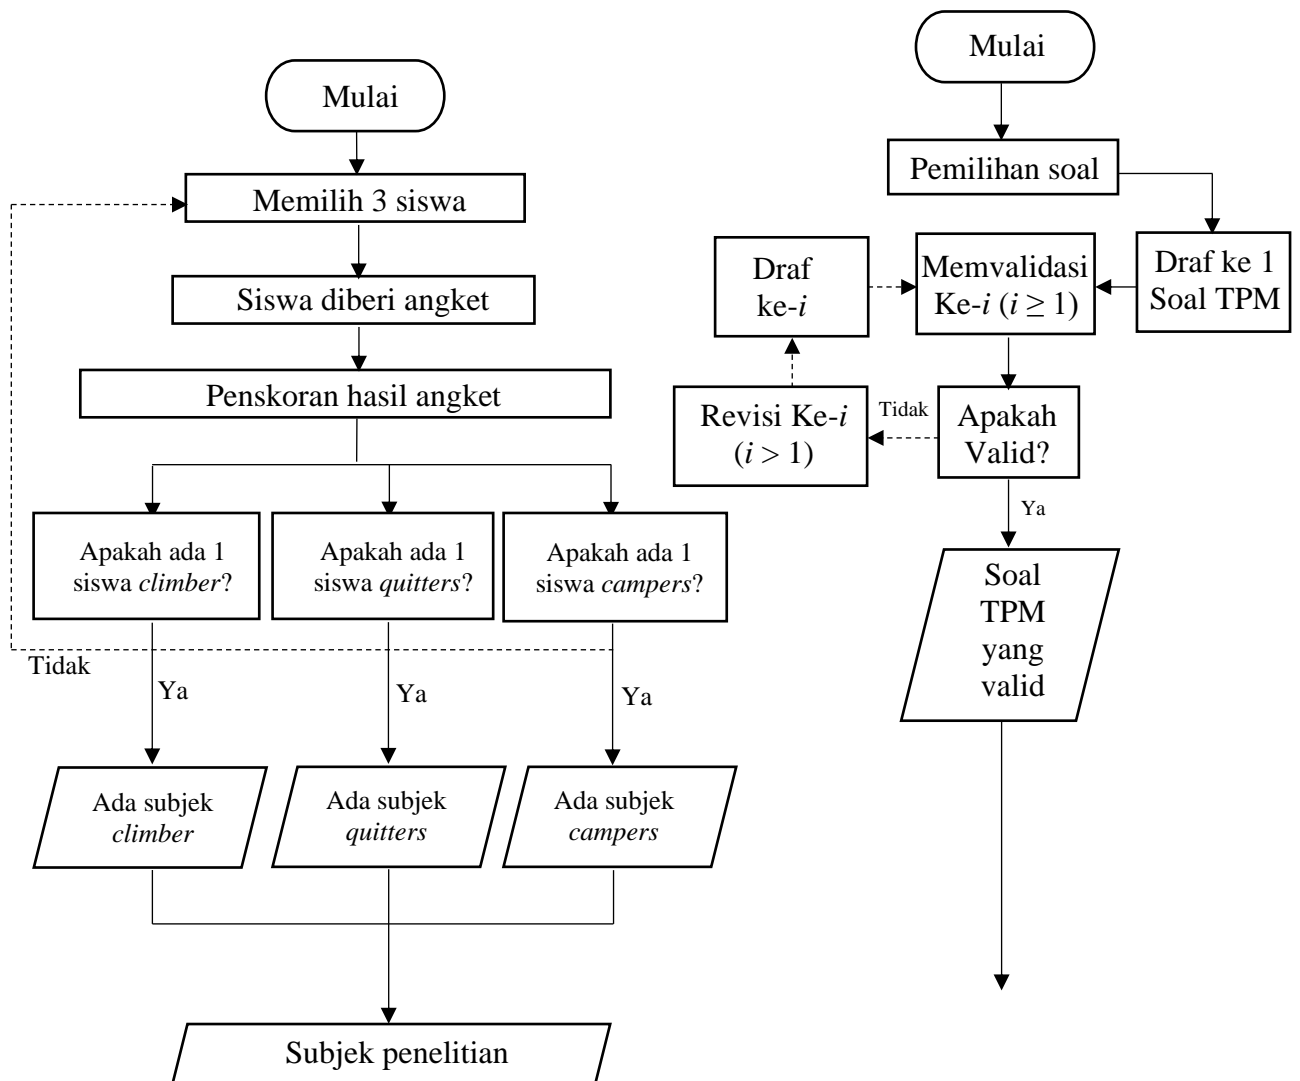 Mulai
Memilih 3 siswa
Siswa diberi angket
Penskoran hasil angket
Apakah ada 1
siswa climber?
Apakah ada 1
siswa quitters?
Apakah ada 1
siswa campers?
Tidak
Ya
Ya
Ya
Ada subjek
climber
Ada subjek
quitters
Ada subjek
campers
Subjek penelitian
Mulai
Pemilihan soal
Draf ke 1
Soal TPM
Memvalidasi
Ke-i (i ≥ 1)
Draf
ke-i
Revisi Ke-i
(i > 1)
Tidak
Apakah
Valid?
Ya
Soal
TPM
yang
valid